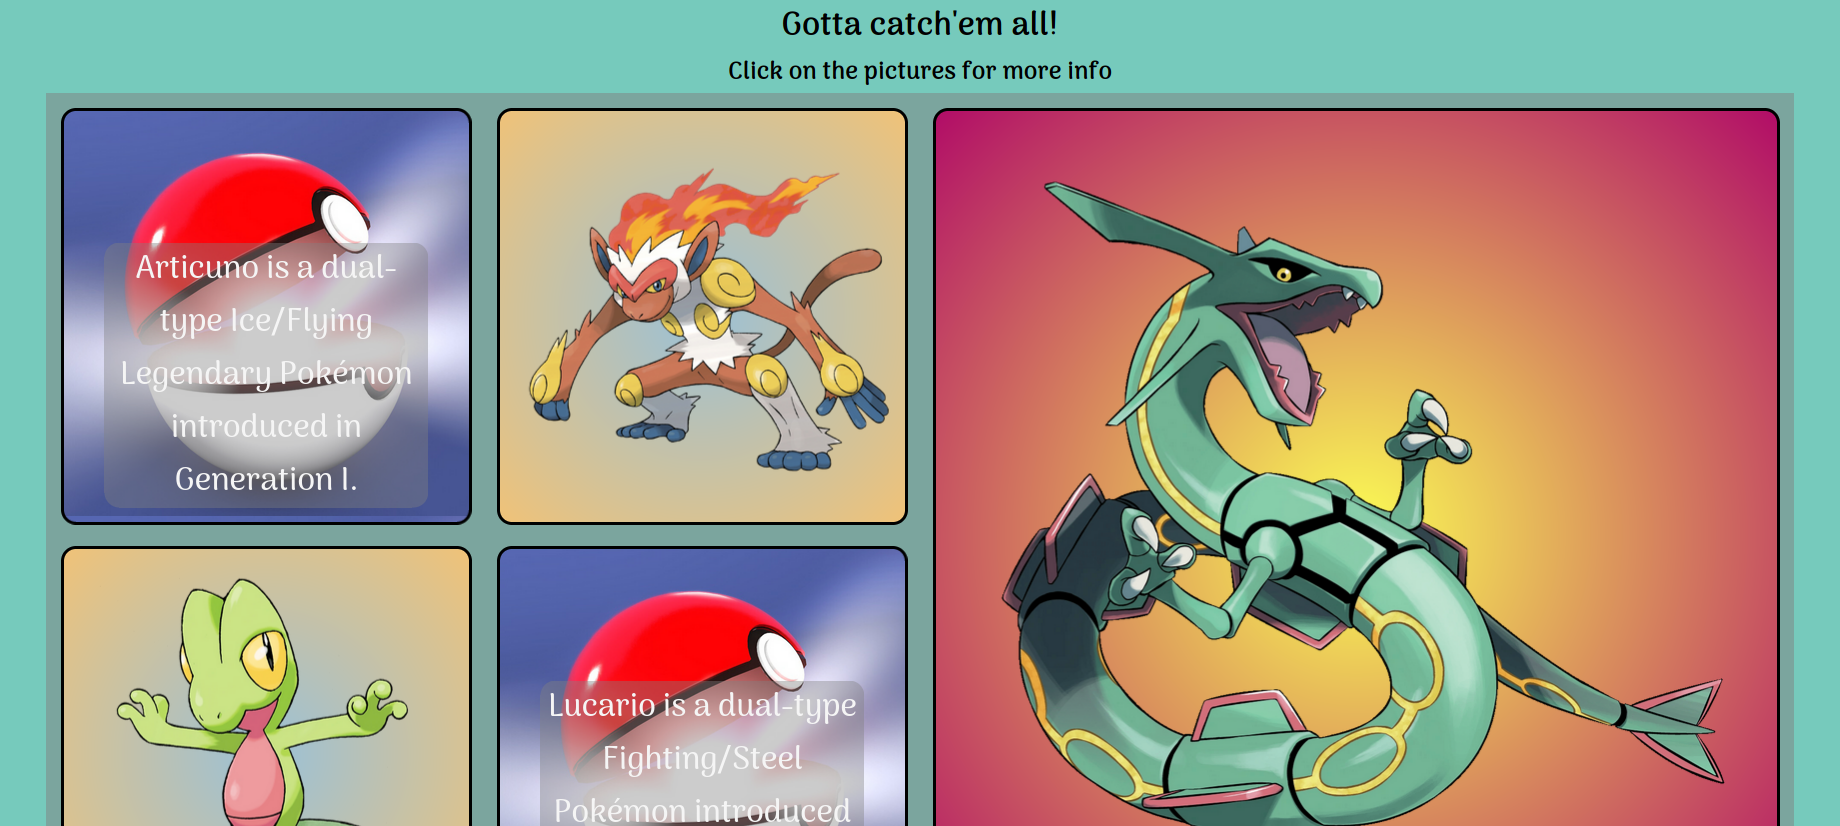 Gotta catch'em all!
Click on the pictures for more info
Articuno is a dual-
type Ice/Flying
Legendary Pokémon
introduced in
Generation I.
Lucario is a dual-type
Fighting/Steel
Pokémon introduced